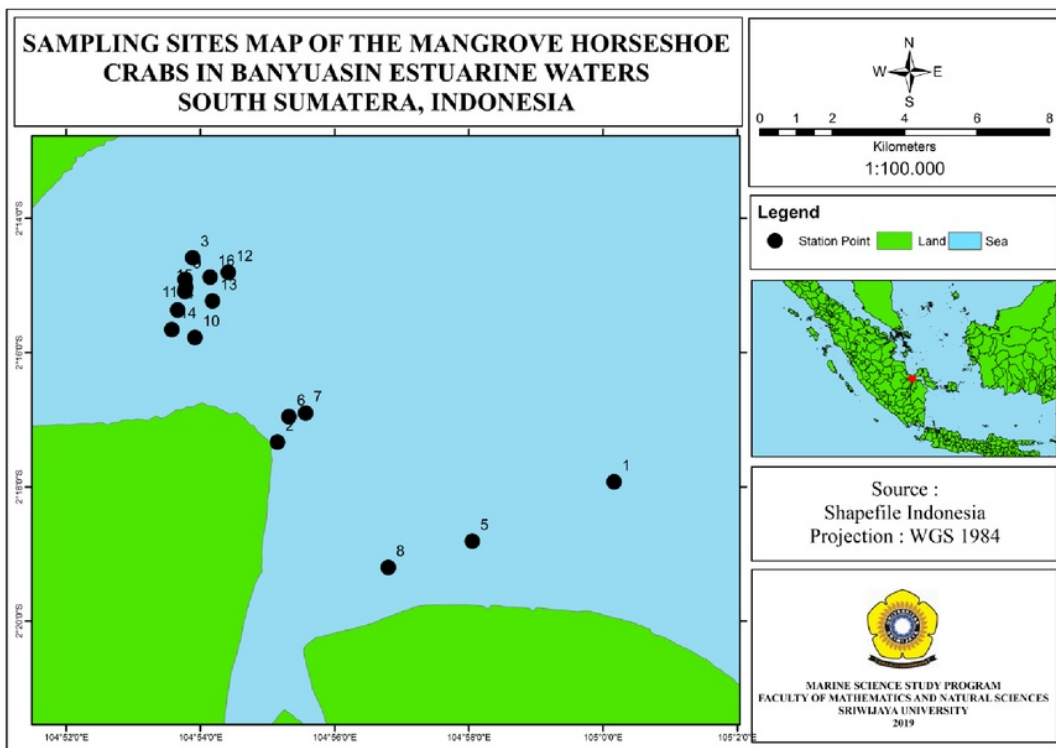 SAMPLING SITES MAP OF THE MANGROVE HORSESHOE
CRABS IN BANYUASIN ESTUARINE WATERS
SOUTH SUMATERA, INDONESIA
N
W E
S
0 2 4 8
Kilometers
1:100.000
Legend
Station Point Land Sea
2°14'0"S
2°16'0"S
2°18'0"S
2°20'0"S
3
12
16
15
13
11
14
10
6 7
2
1
5
8
104°52'0"E 104°54'0"E 104°56'0"E 104°58'0"E 105°0'E 105°2'0"
Source :
Shapefile Indonesia
Projection : WGS 1984
MARINE SCIENCE STUDY PROGRAM
FACULTY OF MATHEMATICS AND NATURAL SCIENCES
SRIWIJAYA UNIVERSITY
2019